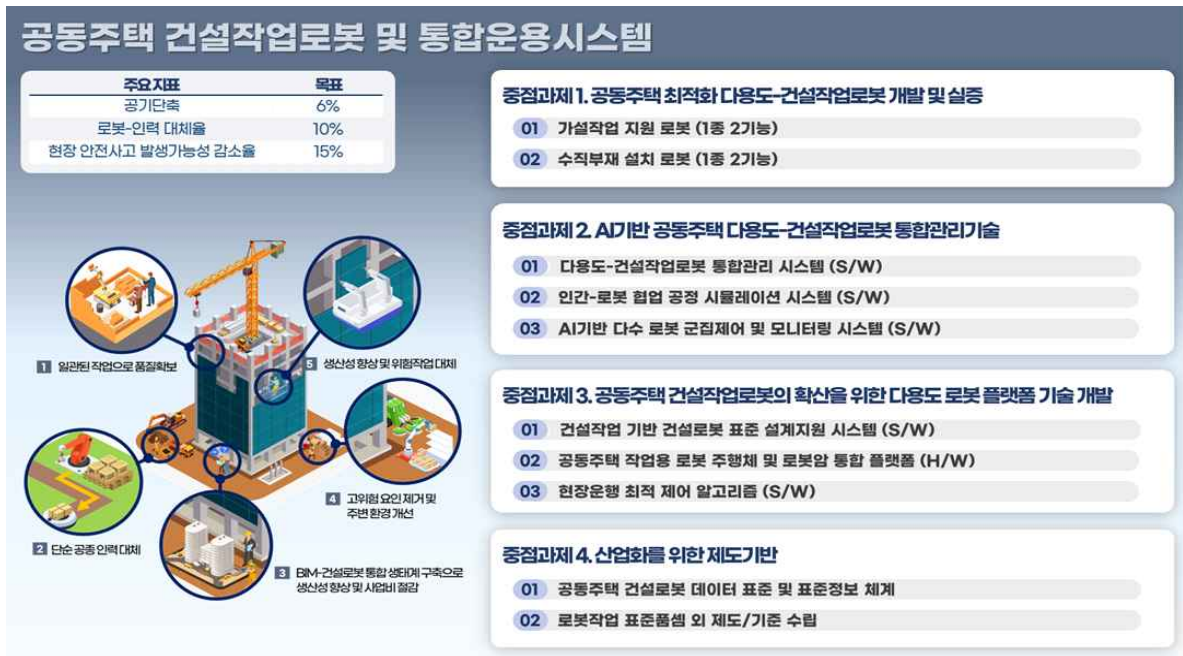 공동주택 건설작업로봇 및 통합운용시스템
주요지표 목표
공기단축 6%
로봇-인력 대체율 10%
현장 안전사고 발생가능성 감소율 15%
1 일관된 작업으로 품질확보
5 생산성 향상 및 위험작업 대체
4 고위험 요인 제거 및
주변 환경 개선
2 단순 공종 인력 대체
3 BIM-건설로봇 통합 생태계 구축으로
생산성 향상 및 사업비 절감
중점과제 1. 공동주택 최적화 다용도-건설작업로봇 개발 및 실증
01 가설작업 지원 로봇 (1종 2기능)
02 수직부재 설치 로봇 (1종 2기능)
중점과제 2. AI기반 공동주택 다용도-건설작업로봇 통합관리기술
01 다용도-건설작업로봇 통합관리 시스템 (S/W)
02 인간-로봇 협업 공정 시뮬레이션 시스템 (S/W)
03 AI기반 다수 로봇 군집제어 및 모니터링 시스템 (S/W)
중점과제 3. 공동주택 건설작업로봇의 확산을 위한 다용도 로봇 플랫폼 기술 개발
01 건설작업 기반 건설로봇 표준 설계지원 시스템 (S/W)
02 공동주택 작업용 로봇 주행체 및 로봇암 통합 플랫폼 (H/W)
03 현장운행 최적 제어 알고리즘 (S/W)
중점과제 4. 산업화를 위한 제도기반
01 공동주택 건설로봇 데이터 표준 및 표준정보 체계
02 로봇작업 표준품셈 외 제도/기준 수립